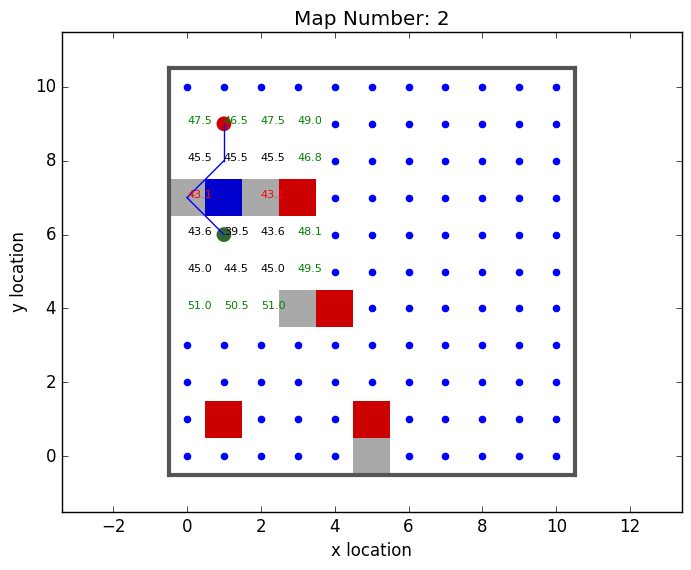 Map Number: 2
y location
10
47.5 46.5 47.5 49.0
8
45.5 45.5 45.5 46.8
43.1
6
43.6 39.5 43.6 48.1
45.0 44.5 45.0 49.5
4
51.0 50.5 51.0
2
0
−2 0 2 4 6 8 10 12
x location